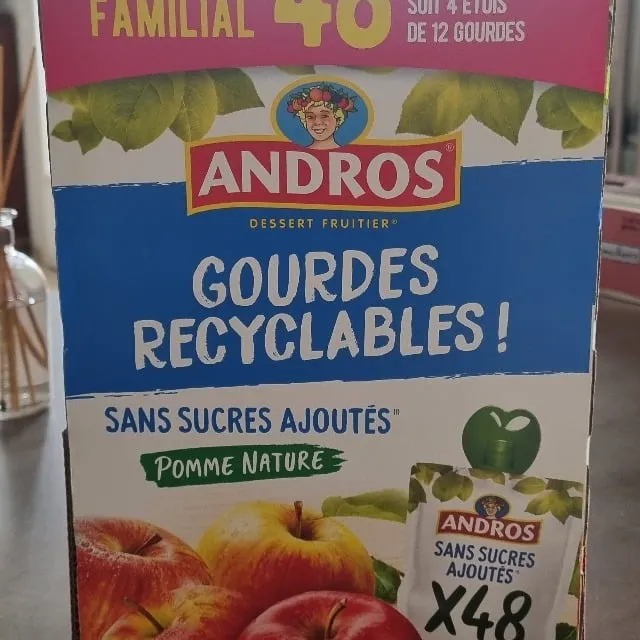 FAMILIAL 48 SOIT 4 ÉTUIS
DE 12 GOURDES
ANDROS®
DESSERT FRUITIER®
GOURDES
RECYCLABLES !
SANS SUCRES AJOUTÉS
POMME NATURE
ANDROS
SANS SUCRES
AJOUTÉS
X48